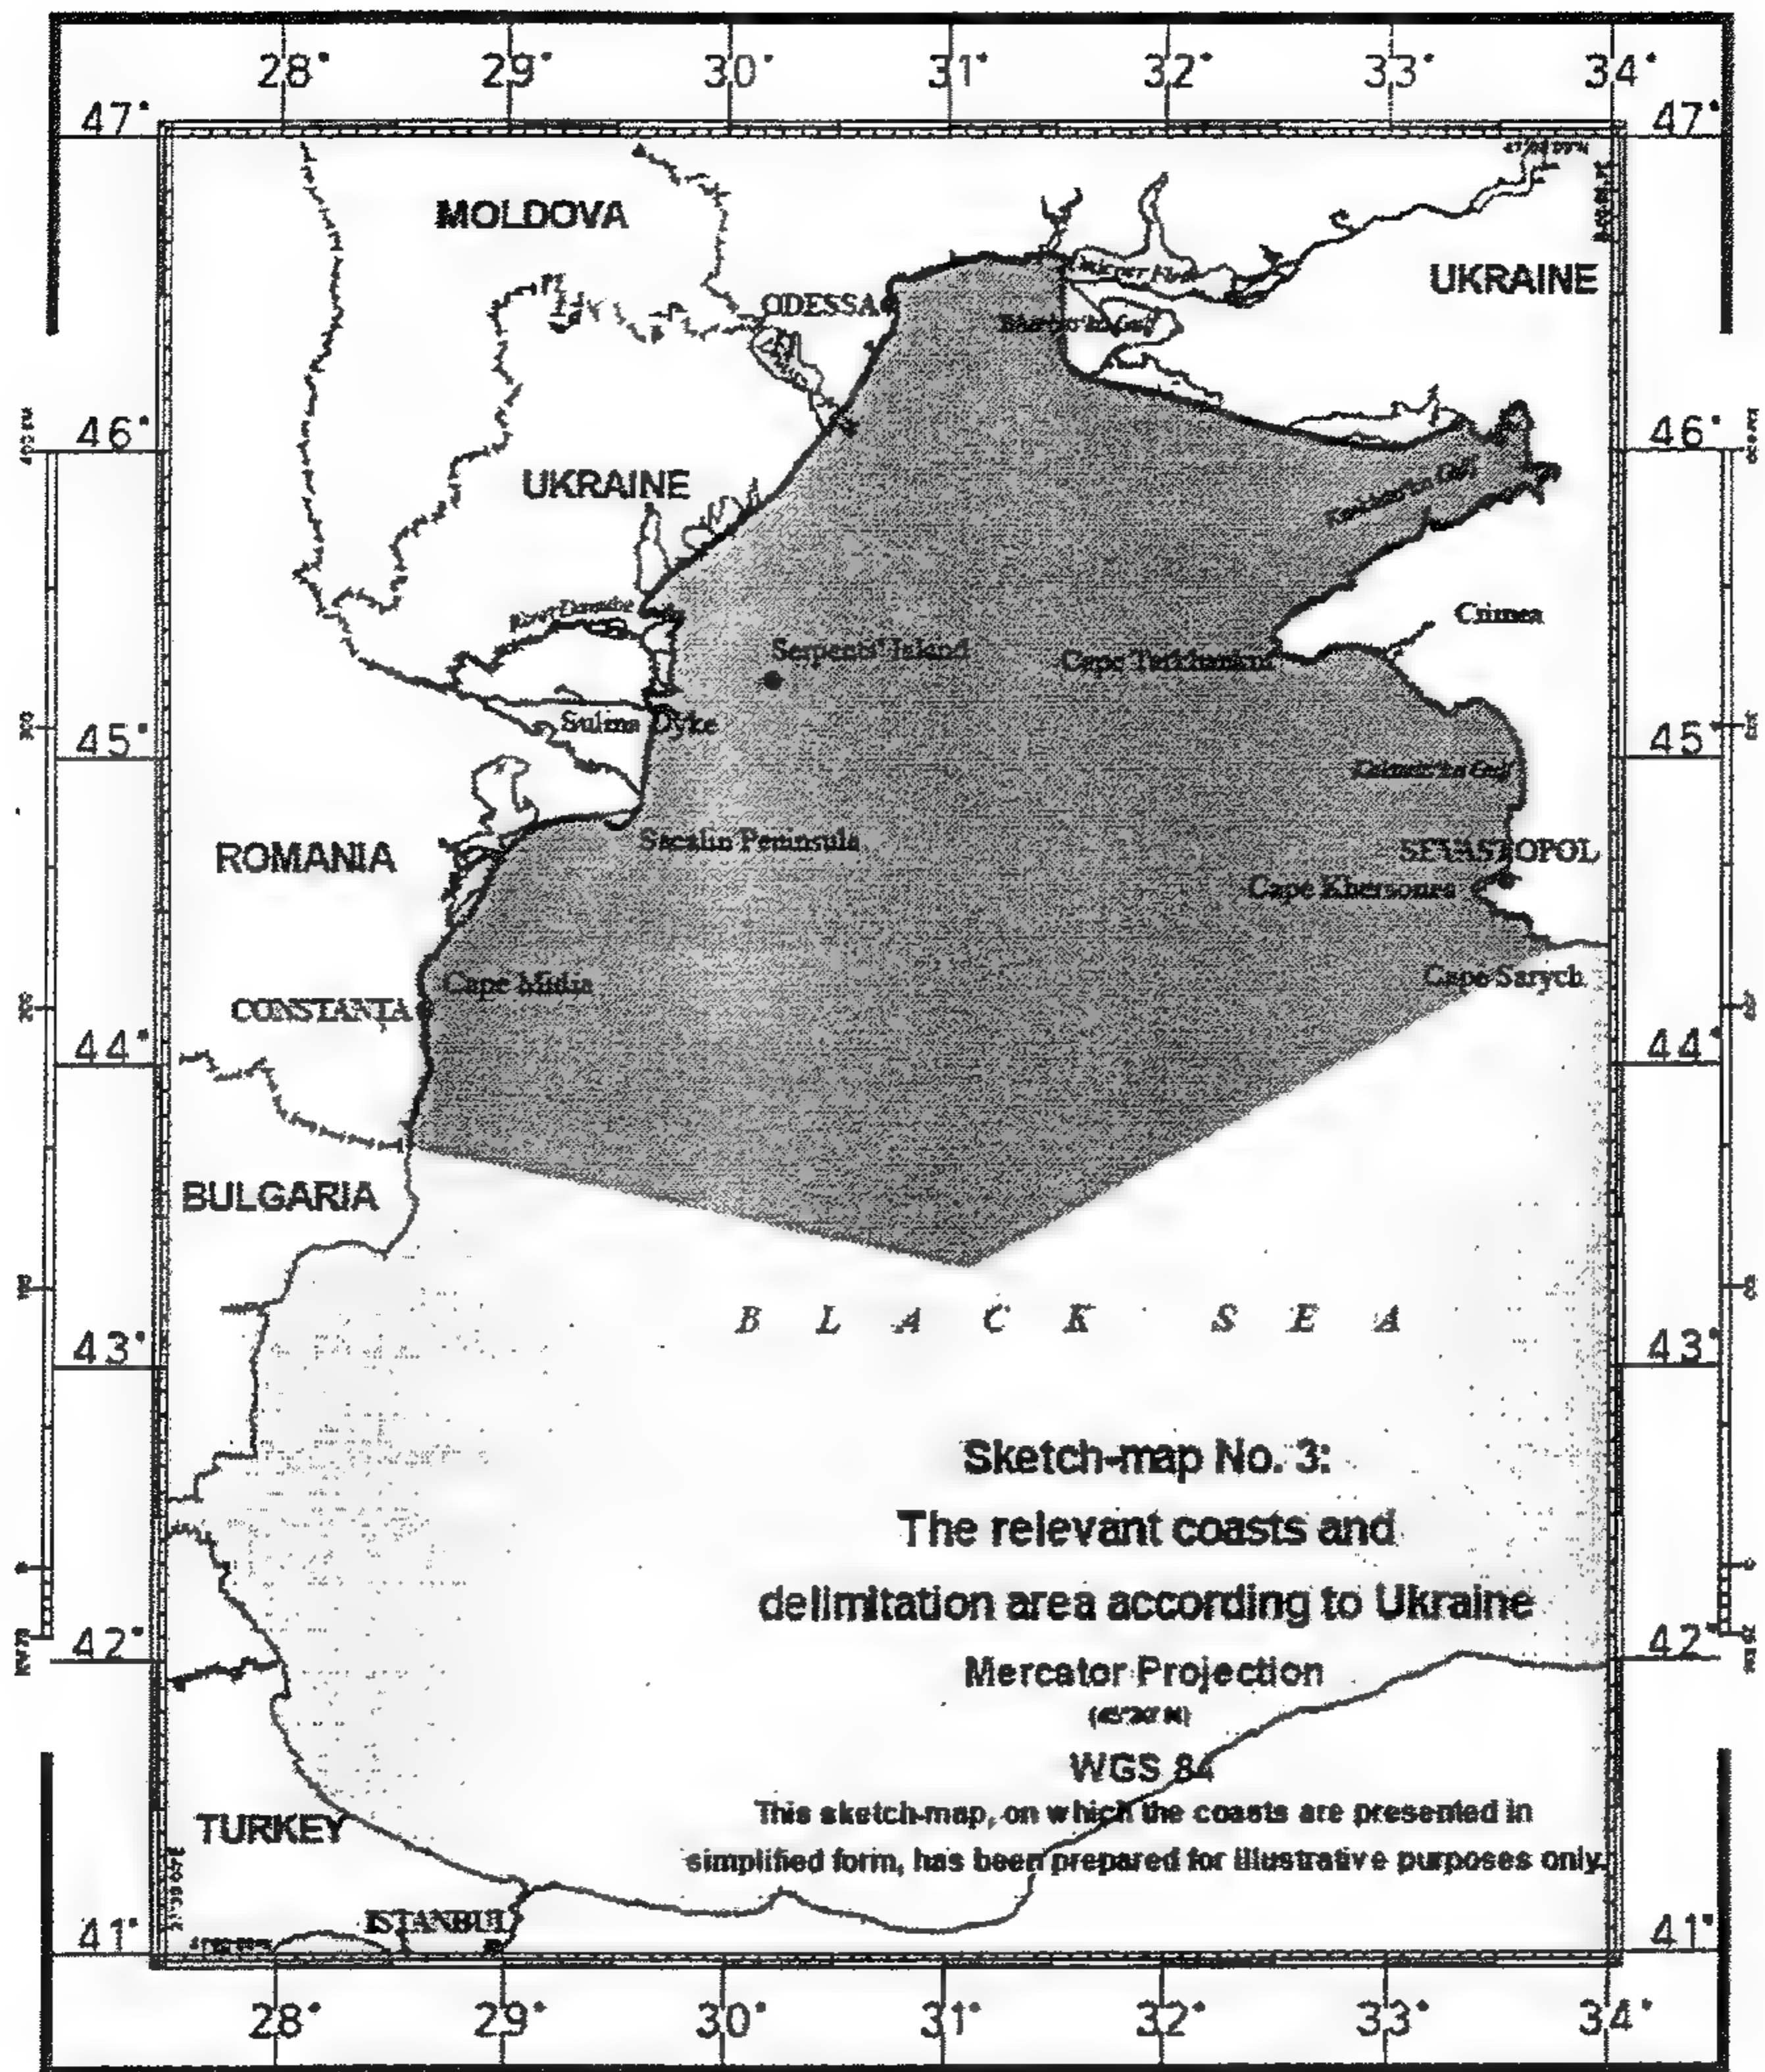 28° 29° 30° 31° 32° 33° 34°
47° 47°
MOLDOVA
UKRAINE
ODESSA
46° 46°
UKRAINE
River Danube
Crimea
Serpents' Island
Cape Tarkhankut
Sulina Dyke
45° 45°
Sacalin Peninsula
ROMANIA
SEVASTOPOL
Cape Khersones
Cape Midia
Cape Sarych
CONSTANȚA
44° 44°
BULGARIA
BLACK SEA
43° 43°
Sketch-map No. 3:
The relevant coasts and
delimitation area according to Ukraine
42° 42°
Mercator Projection
WGS 84
This sketch-map, on which the coasts are presented in
simplified form, has been prepared for illustrative purposes only.
TURKEY
ISTANBUL
41° 41°
28° 29° 30° 31° 32° 33° 34°